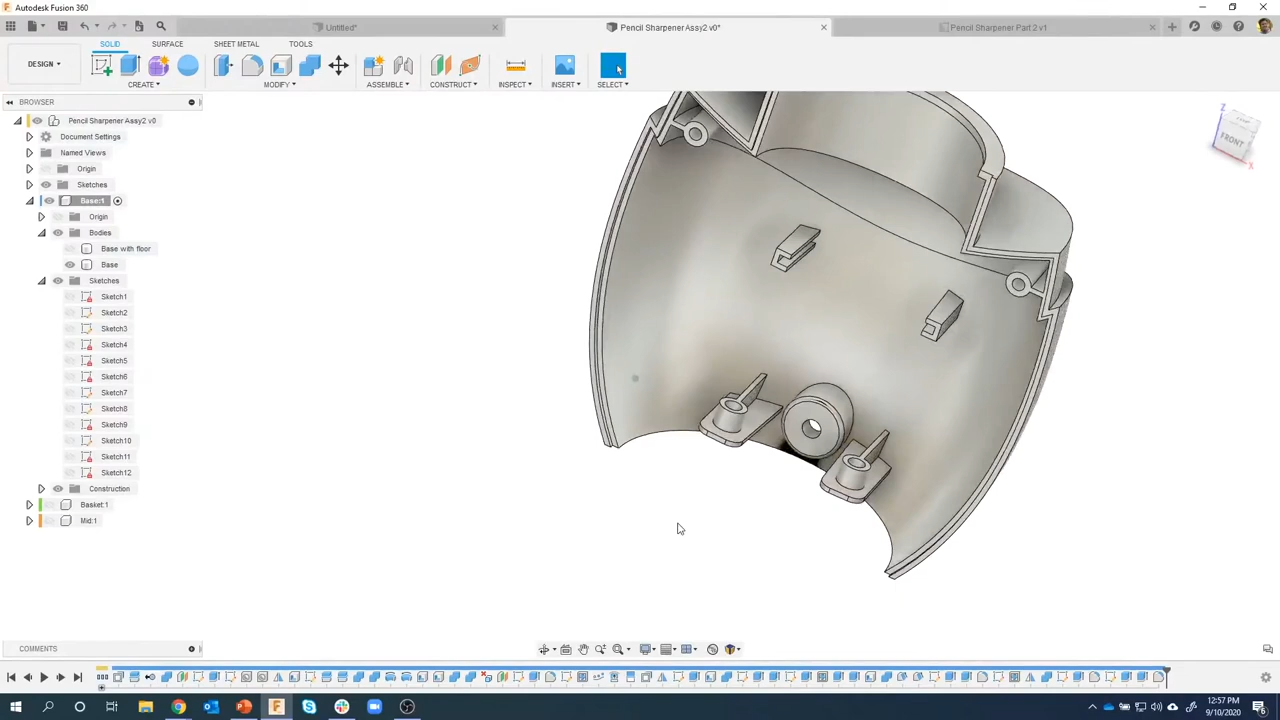 Autodesk Fusion 360
Untitled*
Pencil Sharpener Assy2 v0*
Pencil Sharpener Part 2 v1
DESIGN
SOLID
SURFACE
SHEET METAL
TOOLS
CREATE
MODIFY
ASSEMBLE
CONSTRUCT
INSPECT
INSERT
SELECT
BROWSER
Pencil Sharpener Assy2 v0
Document Settings
Named Views
Origin
Sketches
Base:1
Origin
Bodies
Base with floor
Base
Sketches
Sketch1
Sketch2
Sketch3
Sketch4
Sketch5
Sketch6
Sketch7
Sketch8
Sketch9
Sketch10
Sketch11
Sketch12
Construction
Basket:1
Mid:1
Z
FRONT
X
COMMENTS
12:57 PM
9/10/2020
6